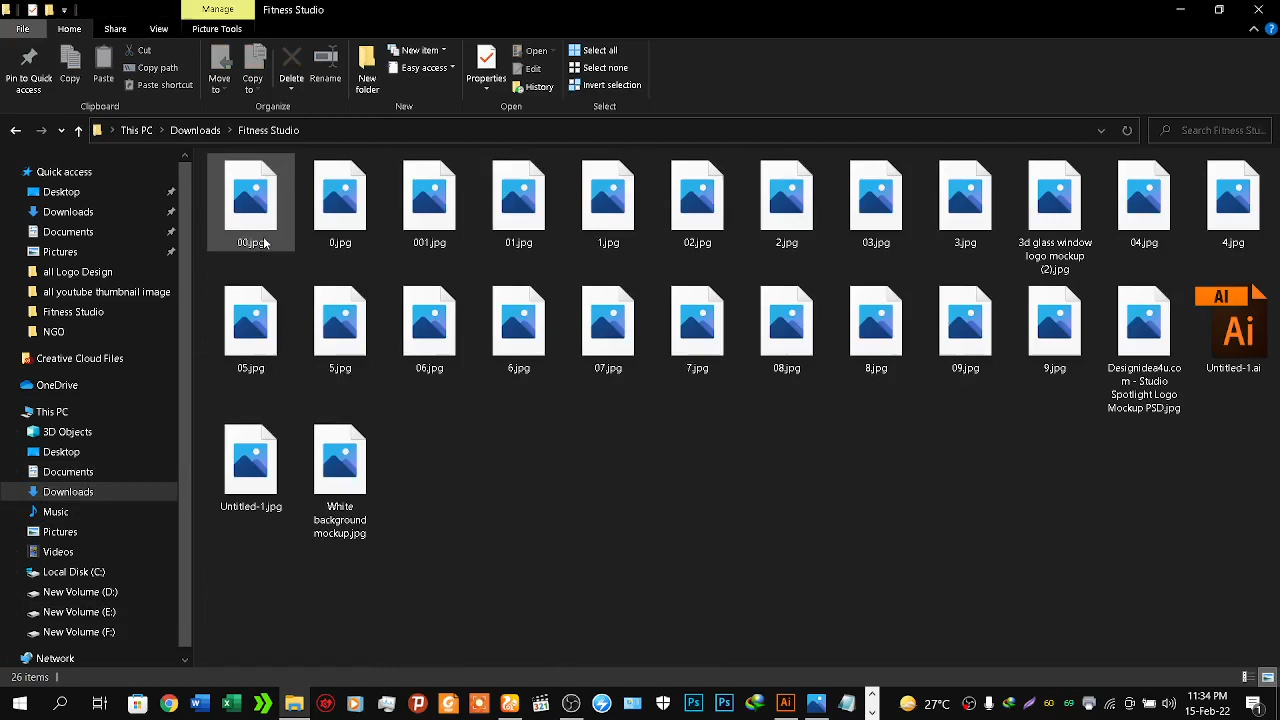 Manage
Fitness Studio
File
Home
Share
View
Picture Tools
Pin to Quick
access
Copy
Paste
Cut
Copy path
Paste shortcut
Clipboard
Move
to
Copy
to
Delete
Rename
Organize
New
folder
New item
Easy access
New
Properties
Open
Edit
History
Open
Select all
Select none
Invert selection
Select
This PC > Downloads > Fitness Studio
Search Fitness Stu...
Quick access
Desktop
Downloads
Documents
Pictures
all Logo Design
all youtube thumbnail image
Fitness Studio
NGO
Creative Cloud Files
OneDrive
This PC
3D Objects
Desktop
Documents
Downloads
Music
Pictures
Videos
Local Disk (C:)
New Volume (D:)
New Volume (E:)
New Volume (F:)
Network
00.jpg
0.jpg
001.jpg
01.jpg
1.jpg
02.jpg
2.jpg
03.jpg
3.jpg
3d glass window
logo mockup
(2).jpg
04.jpg
4.jpg
05.jpg
5.jpg
06.jpg
6.jpg
07.jpg
7.jpg
08.jpg
8.jpg
09.jpg
9.jpg
Designidea4u.co
m - Studio
Spotlight Logo
Mockup PSD.jpg
AI
Ai
Untitled-1.ai
Untitled-1.jpg
White
background
mockup.jpg
26 items
Ps
Ps
Ai
27°C
60
69
11:34 PM
15-Feb-22